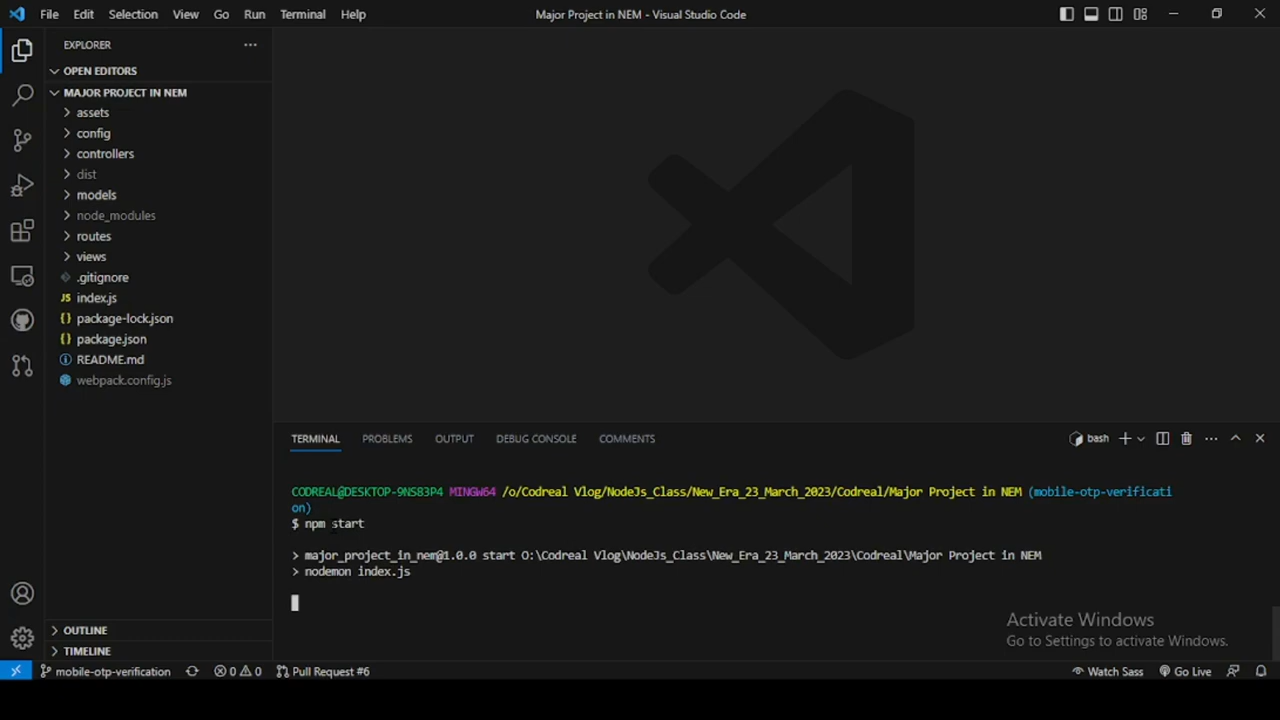 File Edit Selection View Go Run Terminal Help Major Project in NEM - Visual Studio Code
EXPLORER
OPEN EDITORS
MAJOR PROJECT IN NEM
assets
config
controllers
dist
models
node_modules
routes
views
.gitignore
JS index.js
{} package-lock.json
{} package.json
README.md
webpack.config.js
OUTLINE
TIMELINE
TERMINAL PROBLEMS OUTPUT DEBUG CONSOLE COMMENTS bash
CODREAL@DESKTOP-9NS83P4 MINGW64 /o/Codreal Vlog/NodeJs_Class/New_Era_23_March_2023/Codreal/Major Project in NEM (mobile-otp-verificati
on)
$ npm start
> major_project_in_nem@1.0.0 start O:\Codreal Vlog\NodeJs_Class\New_Era_23_March_2023\Codreal\Major Project in NEM
> nodemon index.js
Activate Windows
Go to Settings to activate Windows.
mobile-otp-verification 0 0 Pull Request #6 Watch Sass Go Live